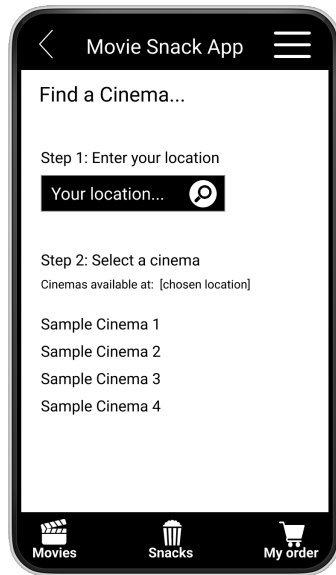 Movie Snack App
Find a Cinema...
Step 1: Enter your location
Your location...
Step 2: Select a cinema
Cinemas available at: [chosen location]
Sample Cinema 1
Sample Cinema 2
Sample Cinema 3
Sample Cinema 4
Movies Snacks My order